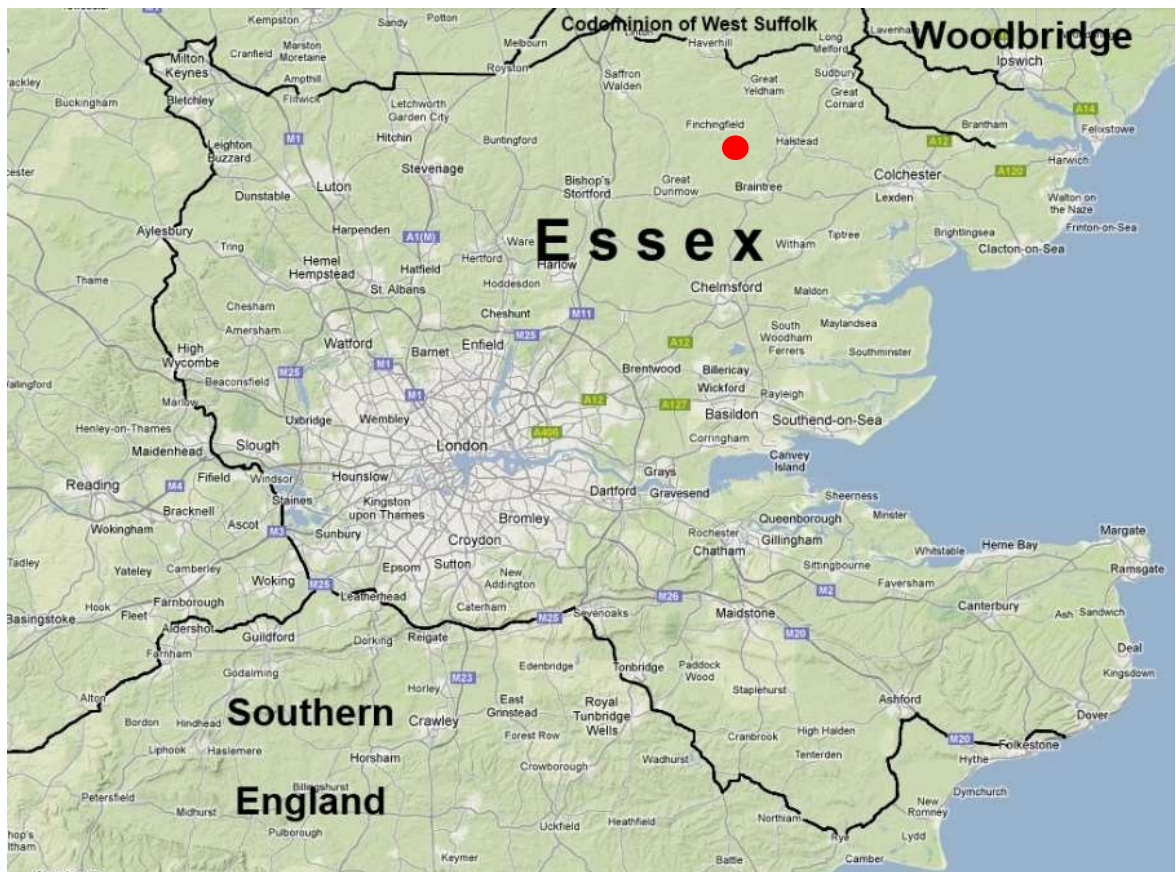 M1
Kempston
Sandy
Potton
Codominion of West Suffolk
Linton
Haverhill
Long
Melford
Lavenham
Woodbridge
Milton
Keynes
Cranfield
Marston
Moretaine
Biggleswade
Melbourn
Royston
Ipswich
Ampthill
Saffron
Walden
Great
Yeldham
Sudbury
Great
Cornard
Buckingham
Bletchley
Flitwick
Letchworth
Garden City
A14
Brantham
Felixstowe
M1
Hitchin
Buntingford
Finchingfield
Halstead
A12
Harwich
Leighton
Buzzard
Stevenage
Bishop's
Stortford
Great
Dunmow
Braintree
Colchester
Lexden
A120
Dunstable
Luton
Walton on
the Naze
Frinton-on-Sea
Aylesbury
Harpenden
A1(M)
Ware
Essex
Witham
Tiptree
Brightlingsea
Clacton-on-Sea
Tring
Hemel
Hempstead
Hatfield
Hertford
Harlow
Thame
St. Albans
Hoddesdon
Chelmsford
Maldon
Chesham
Cheshunt
M11
Amersham
M25
South
Woodham
Ferrers
Maylandsea
High
Wycombe
Watford
Barnet
Enfield
A12
Southminster
M25
M1
Brentwood
Billericay
Wickford
Beaconsfield
M1
A12
A127
Rayleigh
Marlow
Uxbridge
Wembley
Basildon
Southend-on-Sea
Henley-on-Thames
A406
Corringham
Maidenhead
Slough
London
Canvey
Island
Fifield
Windsor
Hounslow
Grays
Reading
M4
Staines
Kingston
upon Thames
Dartford
Gravesend
Sheerness
Bracknell
Wokingham
Ascot
M3
Sunbury
Bromley
Rochester
Queenborough
Minster
Margate
Croydon
Chatham
Gillingham
Whitstable
Herne Bay
Tadley
Yateley
Camberley
Epsom
Sutton
New
Addington
Sittingbourne
Ramsgate
Woking
M25
M26
M2
Faversham
Hook
Fleet
Farnborough
Leatherhead
Caterham
Sevenoaks
Canterbury
Ash
Sandwich
Basingstoke
Aldershot
Guildford
M25
Maidstone
Dorking
Reigate
M20
Deal
Farnham
Edenbridge
Tonbridge
Paddock
Wood
Kingsdown
Godalming
M23
Staplehurst
Alton
Horley
East
Grinstead
Royal
Tunbridge
Wells
Ashford
Southern
Dover
Bordon
Hindhead
Crawley
Cranbrook
High Halden
M20
Folkestone
Liphook
Haslemere
Forest Row
Tenterden
Hythe
Horsham
Crowborough
Wadhurst
Petersfield
Billingshurst
England
Dymchurch
Midhurst
New
Romney
Pulborough
Uckfield
Heathfield
Northiam
Rye
Lydd
Keymer
Battle
Camber